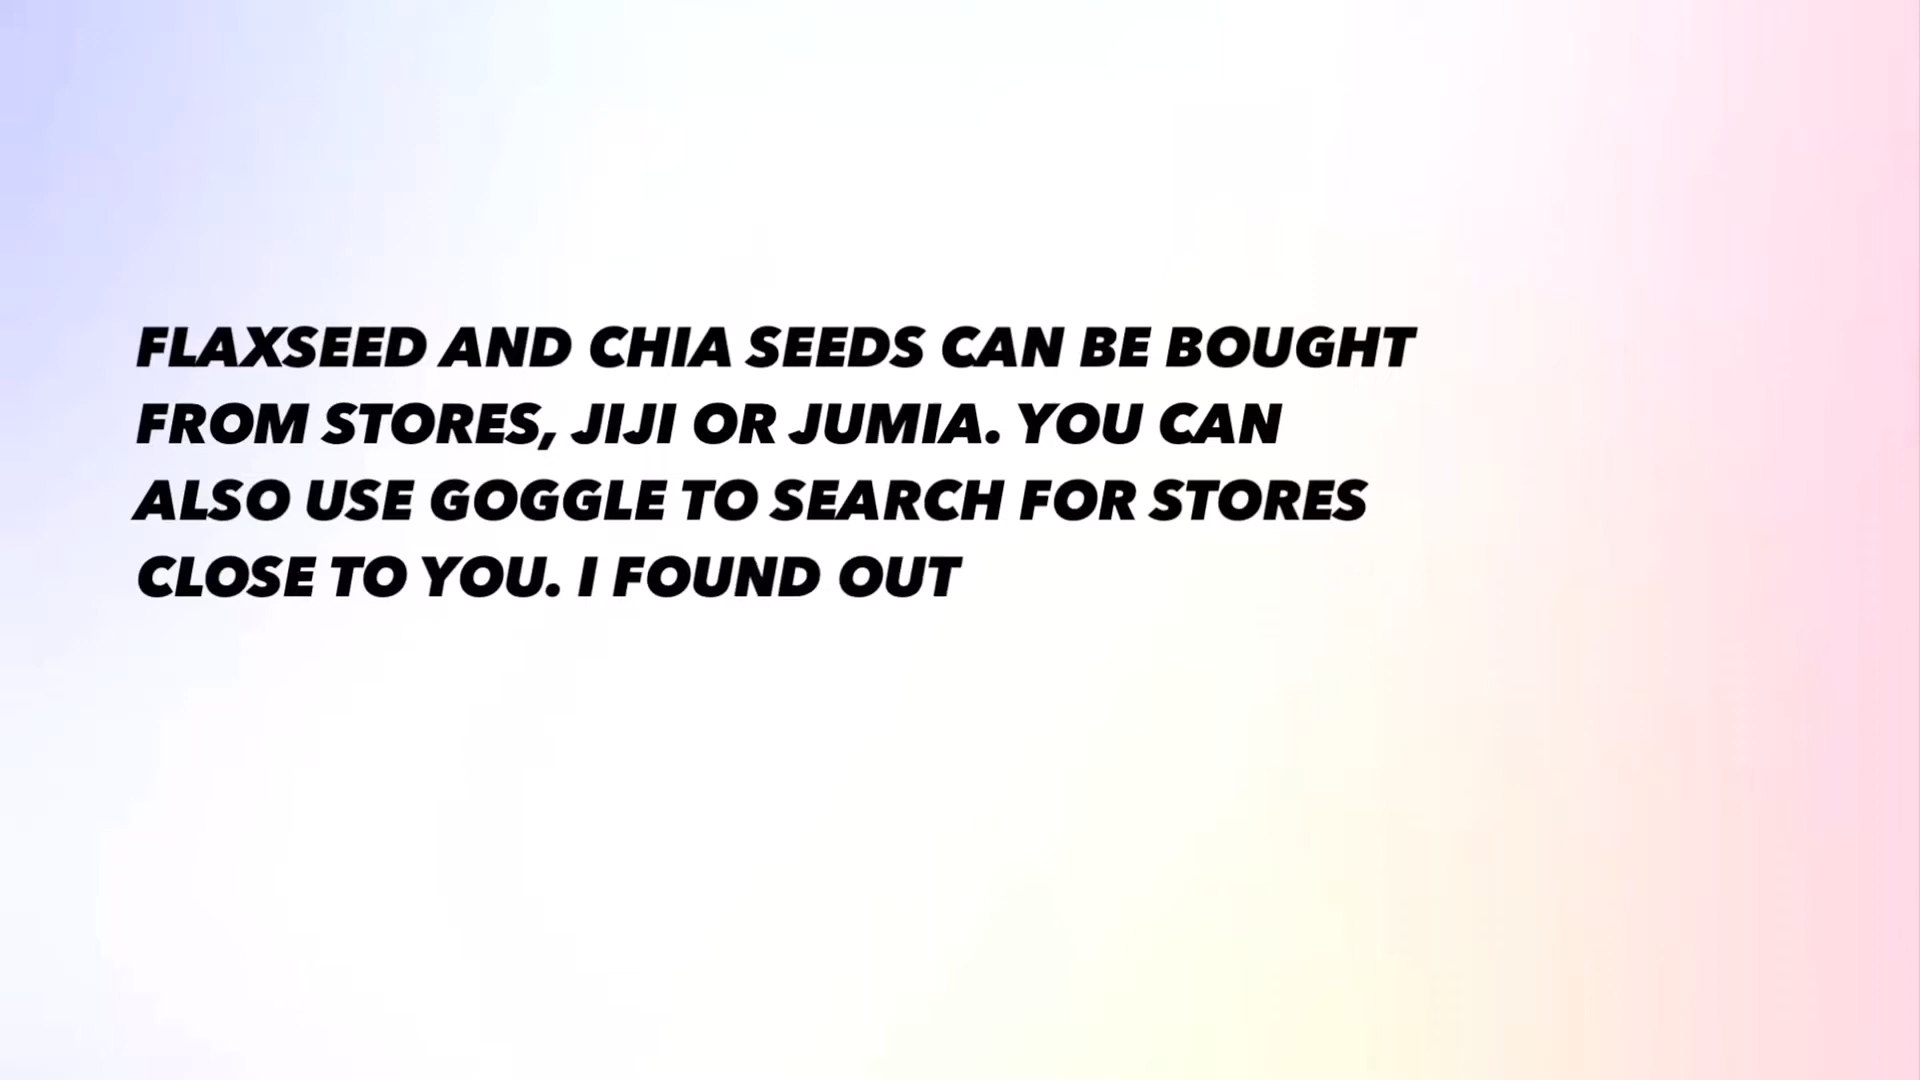 FLAXSEED AND CHIA SEEDS CAN BE BOUGHT
FROM STORES, JIJI OR JUMIA. YOU CAN
ALSO USE GOGGLE TO SEARCH FOR STORES
CLOSE TO YOU. I FOUND OUT